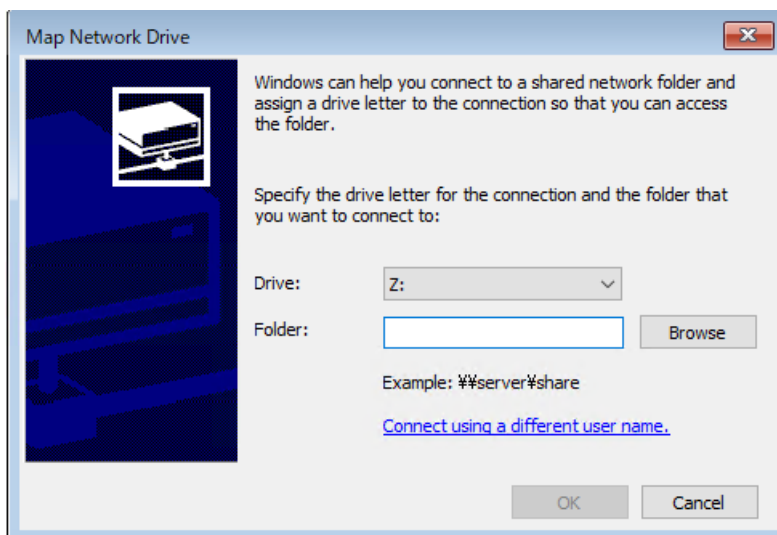 Map Network Drive
Windows can help you connect to a shared network folder and
assign a drive letter to the connection so that you can access
the folder.
Specify the drive letter for the connection and the folder that
you want to connect to:
Drive:
Z:
Folder:
Browse
Example: ¥¥server¥share
Connect using a different user name.
OK
Cancel